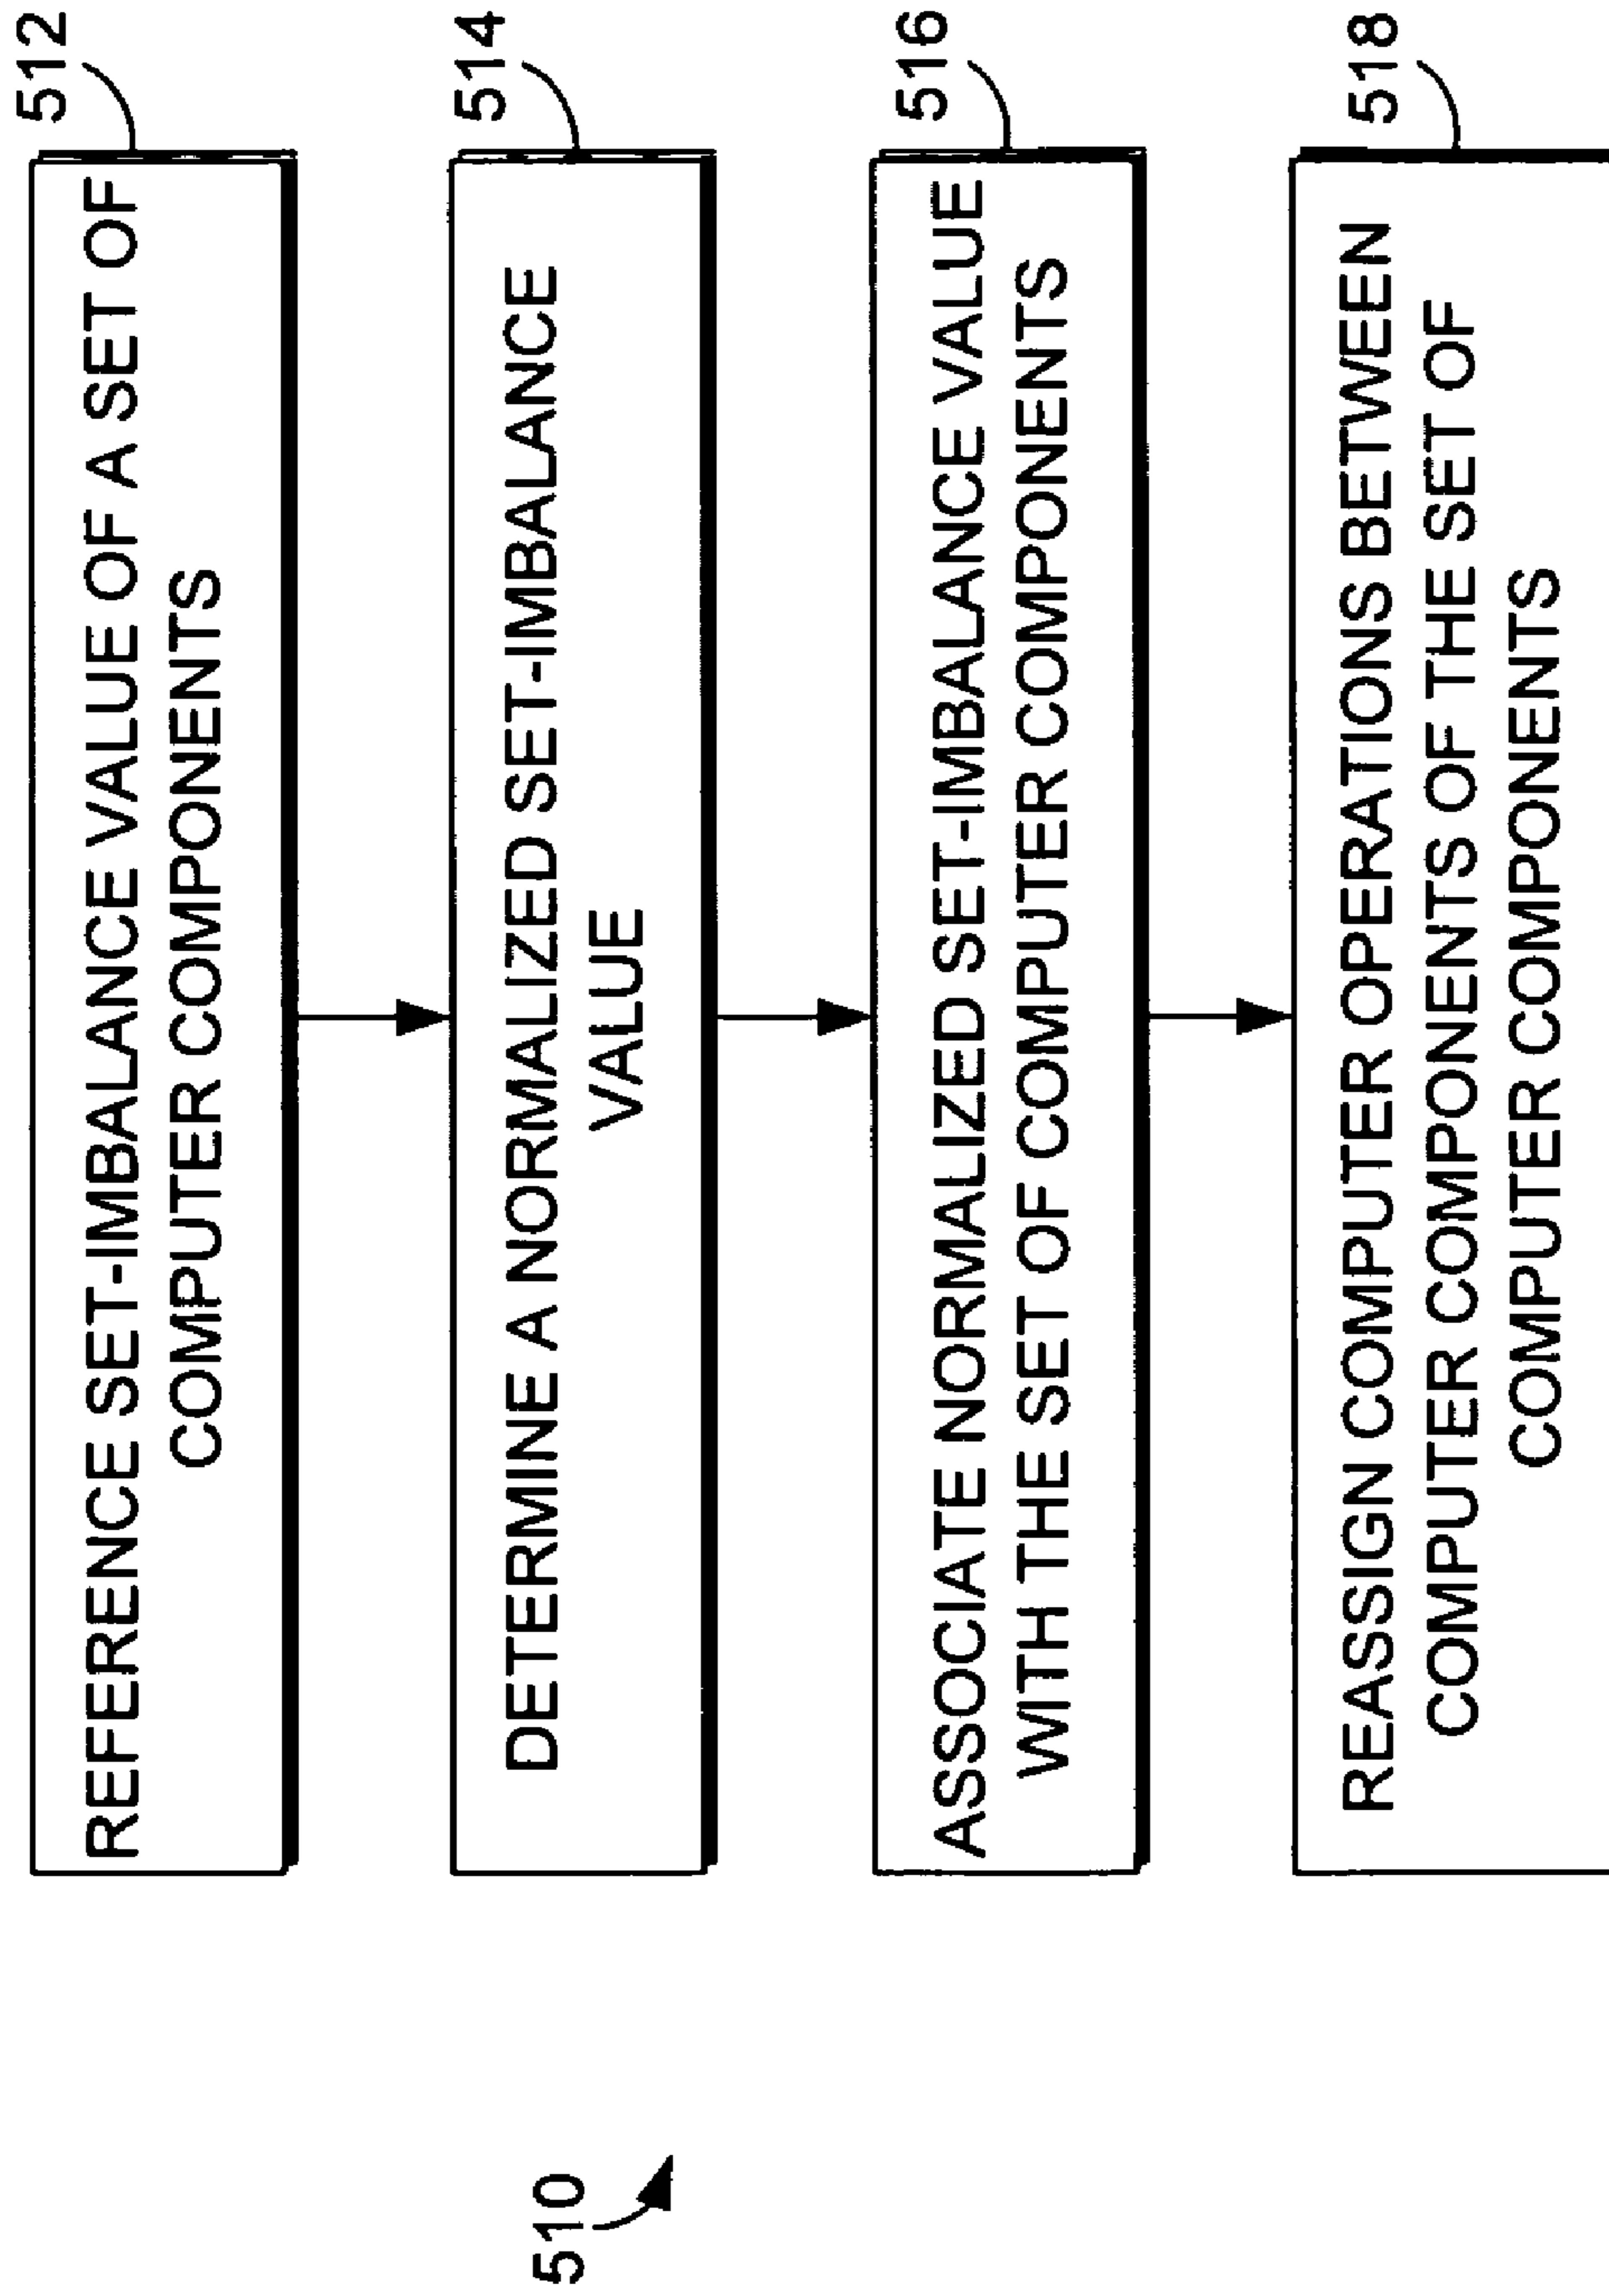 510
512
REFERENCE SET-IMBALANCE VALUE OF A SET OF
COMPUTER COMPONENTS
514
DETERMINE A NORMALIZED SET-IMBALANCE
VALUE
516
ASSOCIATE NORMALIZED SET-IMBALANCE VALUE
WITH THE SET OF COMPUTER COMPONENTS
518
REASSIGN COMPUTER OPERATIONS BETWEEN
COMPUTER COMPONENTS OF THE SET OF
COMPUTER COMPONENTS